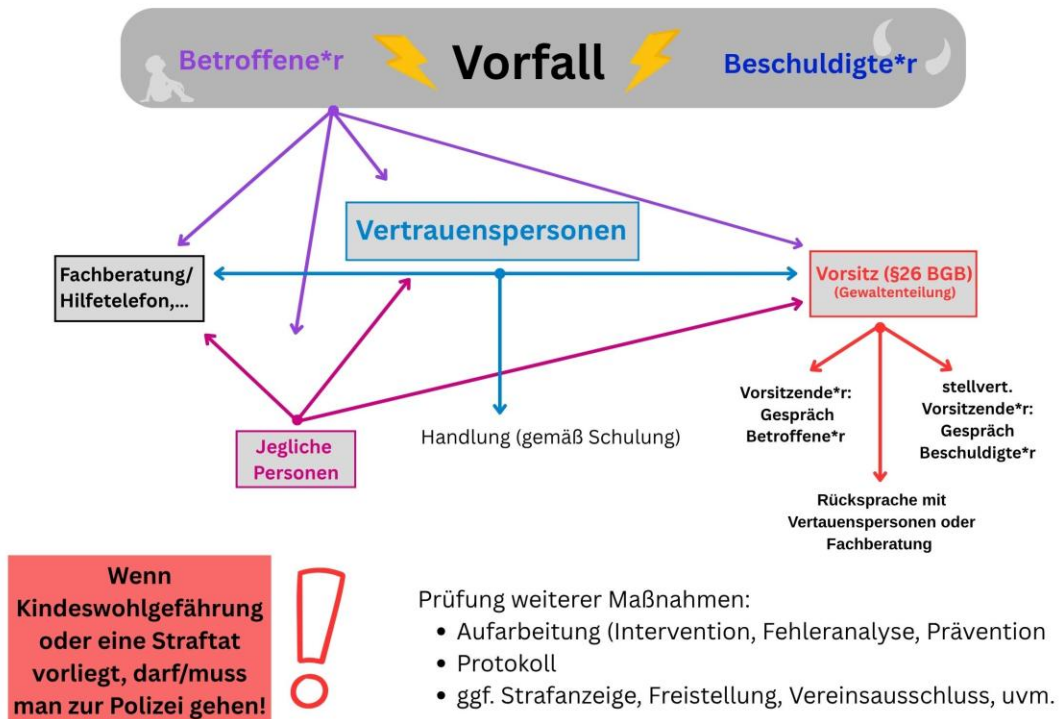 Betroffene*r
Vorfall
Beschuldigte*r
Vertrauenspersonen
Fachberatung/
Hilfetelefon,...
Vorsitz (§26 BGB)
(Gewaltenteilung)
Jegliche
Personen
Handlung (gemäß Schulung)
Vorsitzende*r:
Gespräch
Betroffene*r
stellvert.
Vorsitzende*r:
Gespräch
Beschuldigte*r
Rücksprache mit
Vertauenspersonen oder
Fachberatung
Wenn
Kindeswohlgefährung
oder eine Straftat
vorliegt, darf/muss
man zur Polizei gehen!
Prüfung weiterer Maßnahmen:
• Aufarbeitung (Intervention, Fehleranalyse, Prävention
• Protokoll
• ggf. Strafanzeige, Freistellung, Vereinsausschluss, uvm.